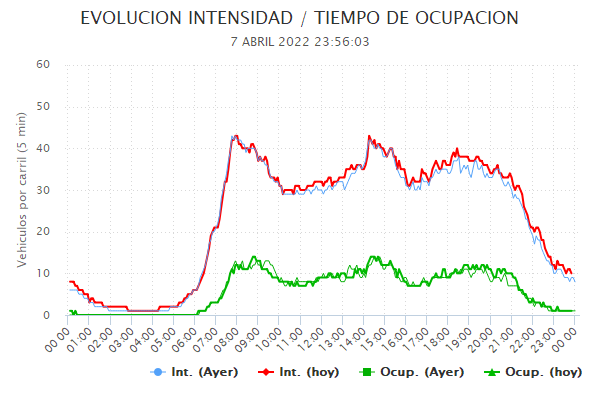 EVOLUCION INTENSIDAD / TIEMPO DE OCUPACION
7 ABRIL 2022 23:56:03
Vehiculos por carril (5 min)
60
50
40
30
20
10
0
00:00 01:00 02:00 03:00 04:00 05:00 06:00 07:00 08:00 09:00 10:00 11:00 12:00 13:00 14:00 15:00 16:00 17:00 18:00 19:00 20:00 21:00 22:00 23:00 00:00
Int. (Ayer) Int. (hoy) Ocup. (Ayer) Ocup. (hoy)